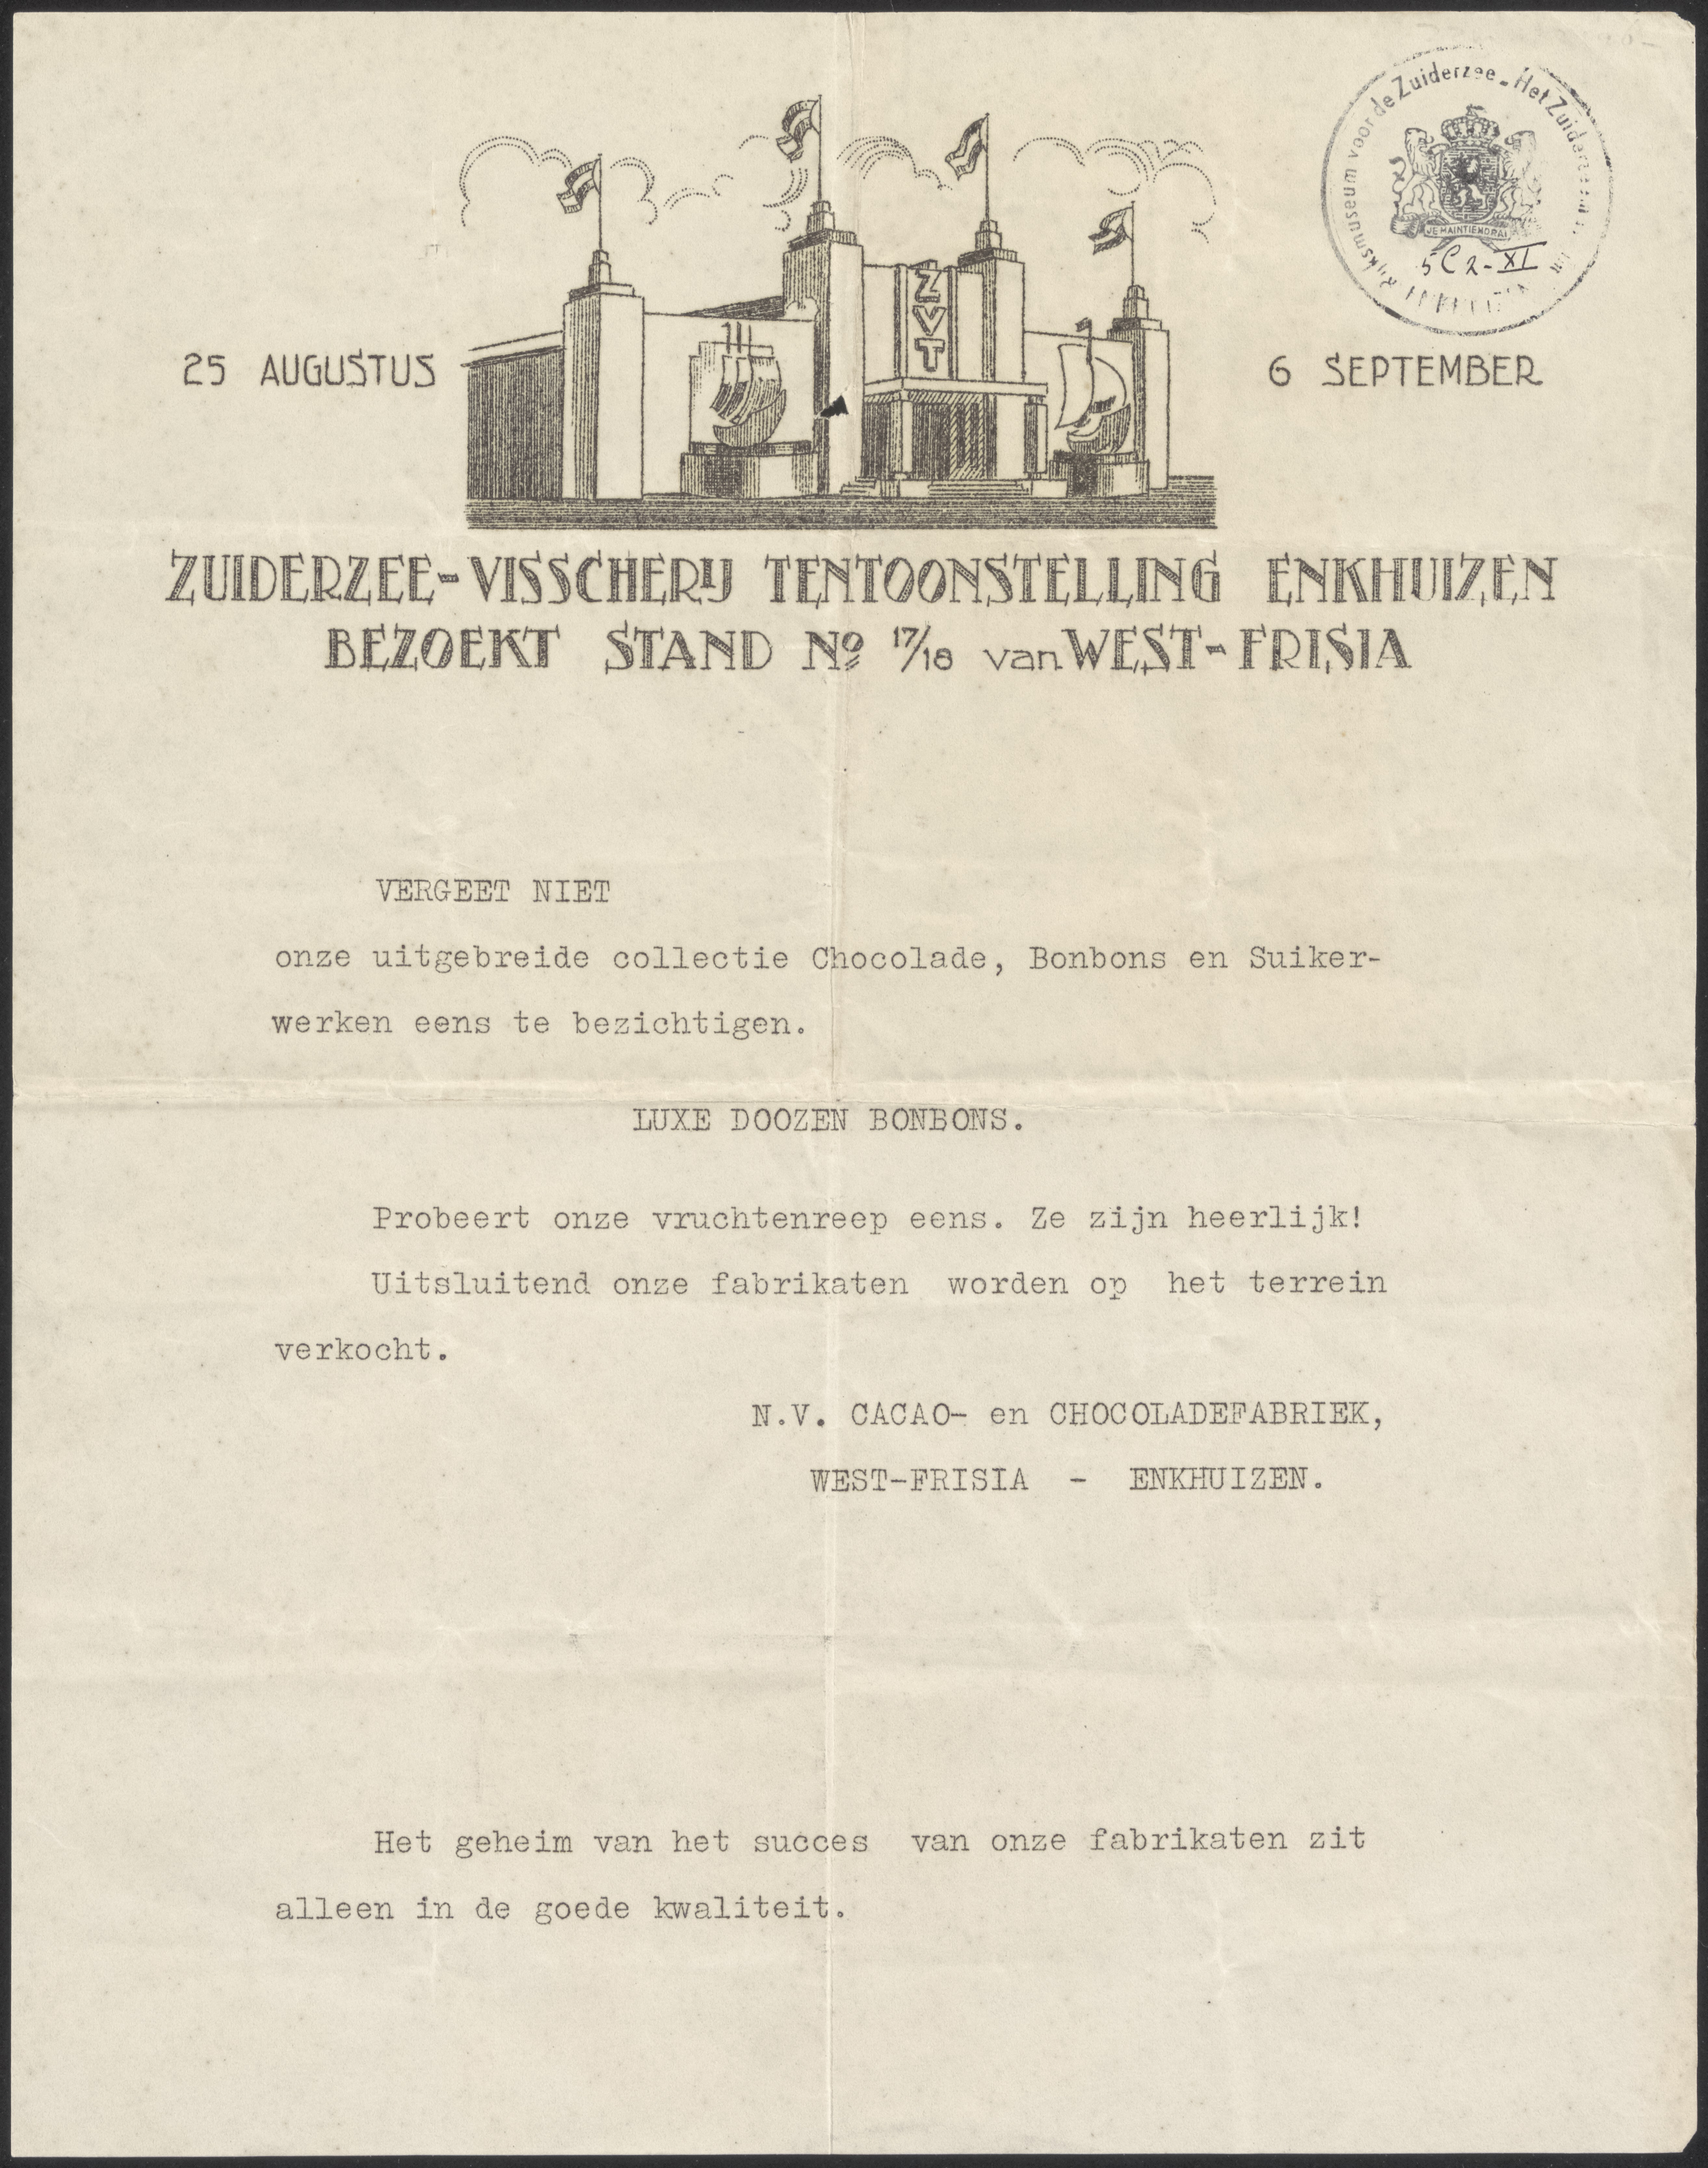 Rijksmuseum voor de Zuiderzee - Het
JE MAINTIENDRAI
5C2-XI
ZVT
25 AUGUSTUS
6 SEPTEMBER
ZUIDERZEE-VISSCHERIJ TENTOONSTELLING ENKHUIZEN
BEZOEKT STAND No 17/18 van WEST-FRISIA
VERGEET NIET
onze uitgebreide collectie Chocolade, Bonbons en Suiker-
werken eens te bezichtigen.
LUXE DOOZEN BONBONS.
Probeert onze vruchtenreep eens. Ze zijn heerlijk!
Uitsluitend onze fabrikaten worden op het terrein
verkocht.
N.V. CACAO- en CHOCOLADEFABRIEK,
WEST-FRISIA - ENKHUIZEN.
Het geheim van het succes van onze fabrikaten zit
alleen in de goede kwaliteit.